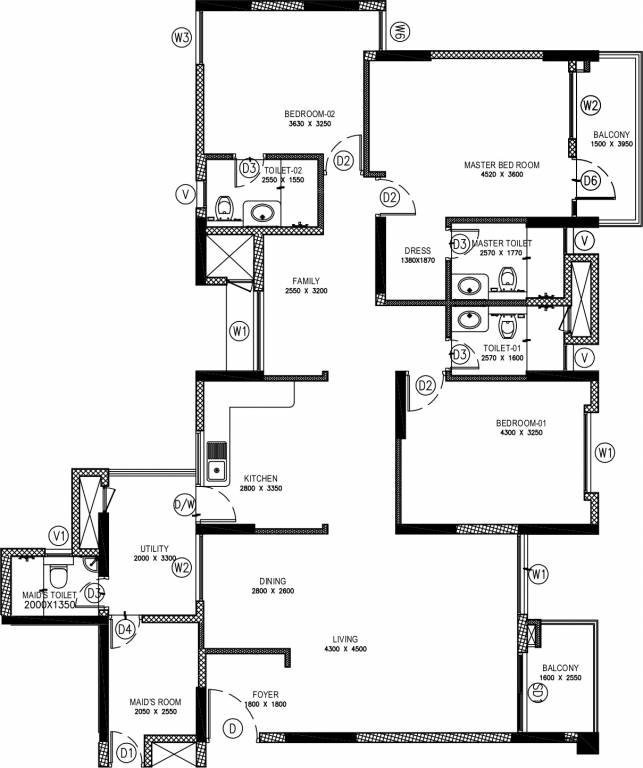 W3
W6
BEDROOM-02
3630 X 3250
W2
BALCONY
1500 X 3950
D2
D3
TOILET-02
2550 X 1550
MASTER BED ROOM
4520 X 3600
D6
V
D2
DRESS
1380X1870
D3
MASTER TOILET
2570 X 1770
V
FAMILY
2550 X 3200
W1
D3
TOILET-01
2570 X 1600
V
D2
BEDROOM-01
4300 X 3250
W1
KITCHEN
2800 X 3350
D/W
V1
UTILITY
2000 X 3300
W2
DINING
2800 X 2600
W1
MAID'S TOILET
2000X1350
D3
D4
LIVING
4300 X 4500
BALCONY
1600 X 2550
SD1
MAID'S ROOM
2050 X 2550
FOYER
1800 X 1800
D
D1